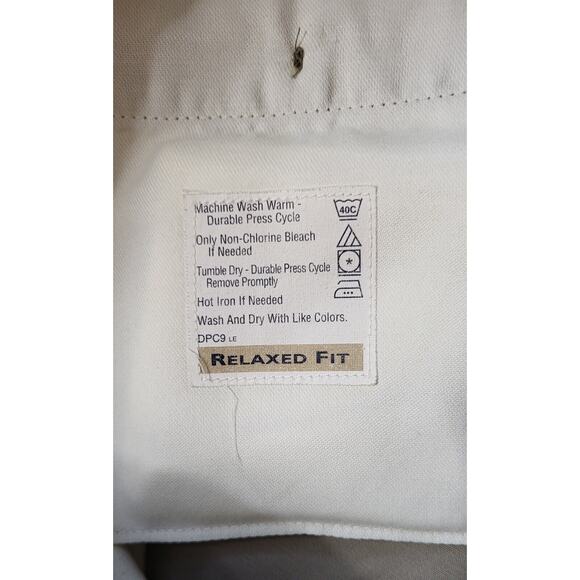 Machine Wash Warm -
Durable Press Cycle
40C
Only Non-Chlorine Bleach
If Needed
Tumble Dry - Durable Press Cycle
Remove Promptly
Hot Iron If Needed
Wash And Dry With Like Colors.
DPC9 LE
RELAXED FIT